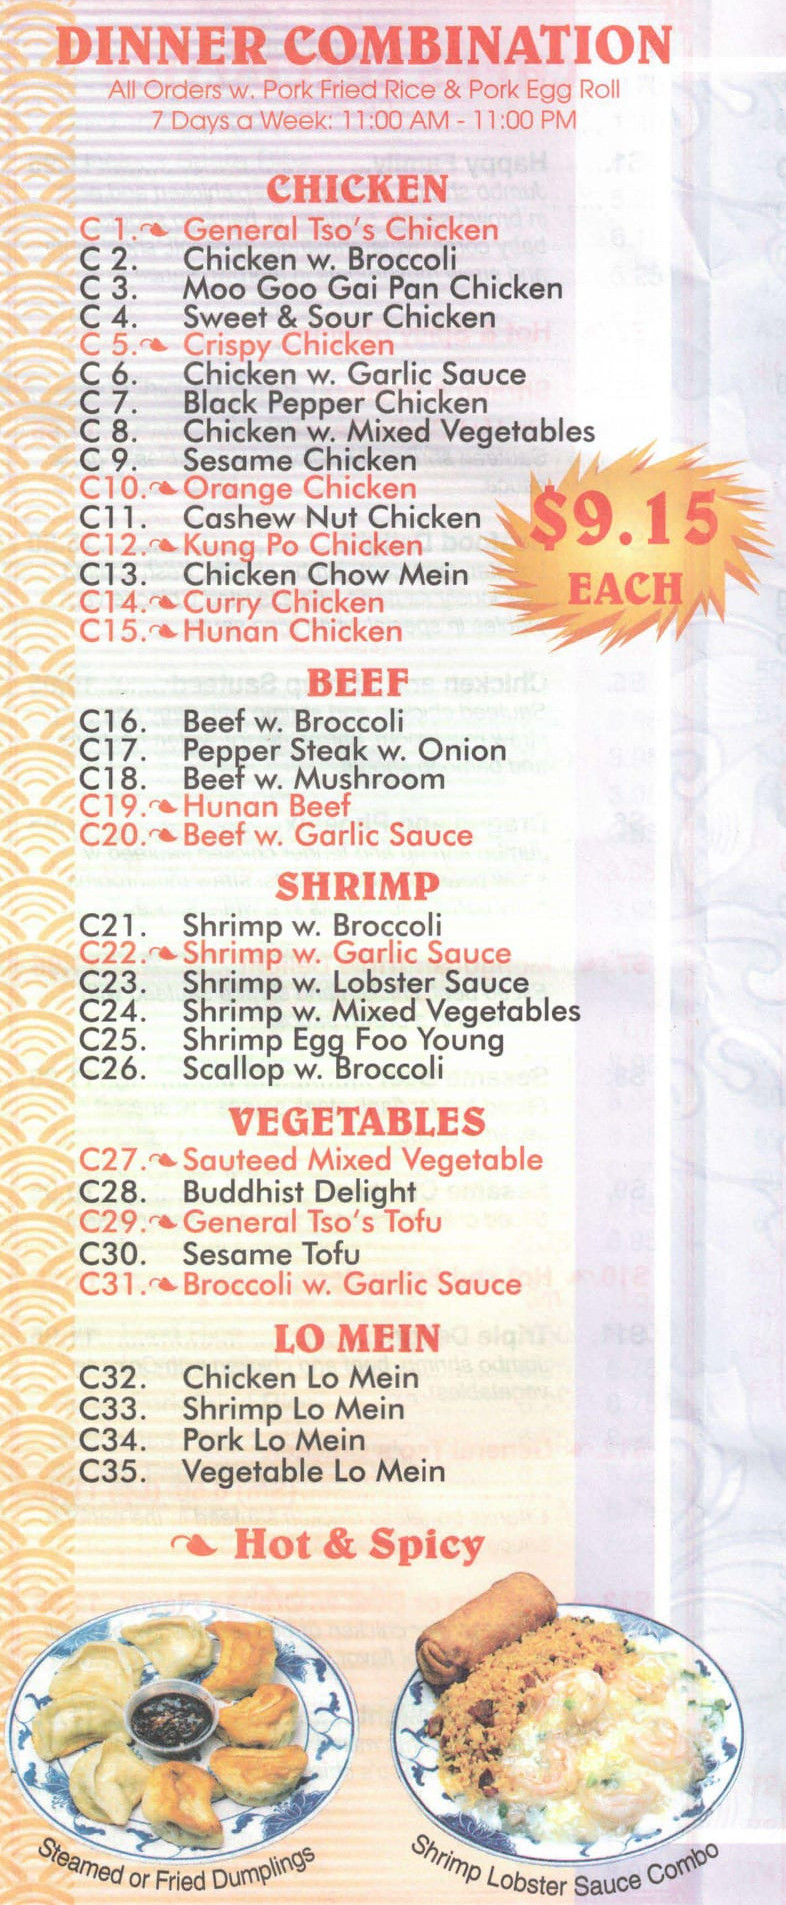 DINNER COMBINATION
All Orders w. Pork Fried Rice & Pork Egg Roll
7 Days a Week: 11:00 AM - 11:00 PM
CHICKEN
C 1. General Tso's Chicken
C 2. Chicken w. Broccoli
C 3. Moo Goo Gai Pan Chicken
C 4. Sweet & Sour Chicken
C 5. Crispy Chicken
C 6. Chicken w. Garlic Sauce
C 7. Black Pepper Chicken
C 8. Chicken w. Mixed Vegetables
C 9. Sesame Chicken
C10. Orange Chicken
C11. Cashew Nut Chicken
C12. Kung Po Chicken
C13. Chicken Chow Mein
C14. Curry Chicken
C15. Hunan Chicken
$9.15
EACH
BEEF
C16. Beef w. Broccoli
C17. Pepper Steak w. Onion
C18. Beef w. Mushroom
C19. Hunan Beef
C20. Beef w. Garlic Sauce
SHRIMP
C21. Shrimp w. Broccoli
C22. Shrimp w. Garlic Sauce
C23. Shrimp w. Lobster Sauce
C24. Shrimp w. Mixed Vegetables
C25. Shrimp Egg Foo Young
C26. Scallop w. Broccoli
VEGETABLES
C27. Sauteed Mixed Vegetable
C28. Buddhist Delight
C29. General Tso's Tofu
C30. Sesame Tofu
C31. Broccoli w. Garlic Sauce
LO MEIN
C32. Chicken Lo Mein
C33. Shrimp Lo Mein
C34. Pork Lo Mein
C35. Vegetable Lo Mein
Hot & Spicy
Steamed or Fried Dumplings
Shrimp Lobster Sauce Combo